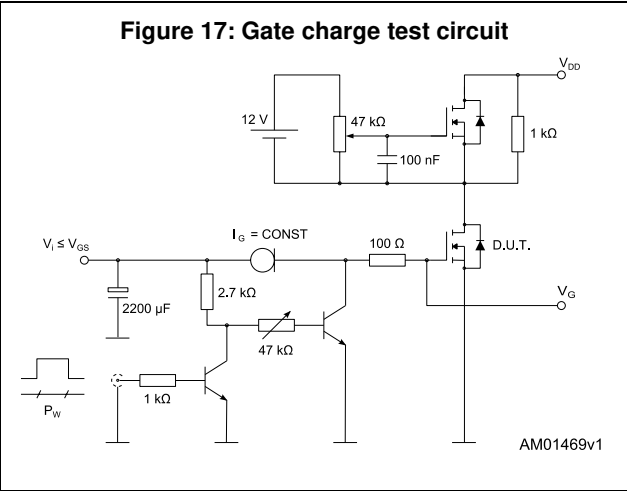 Figure 17: Gate charge test circuit
V_DD
12 V
47 kΩ
1 kΩ
100 nF
V_i ≤ V_GS
I_G = CONST
100 Ω
D.U.T.
2.7 kΩ
2200 μF
V_G
47 kΩ
1 kΩ
P_W
AM01469v1